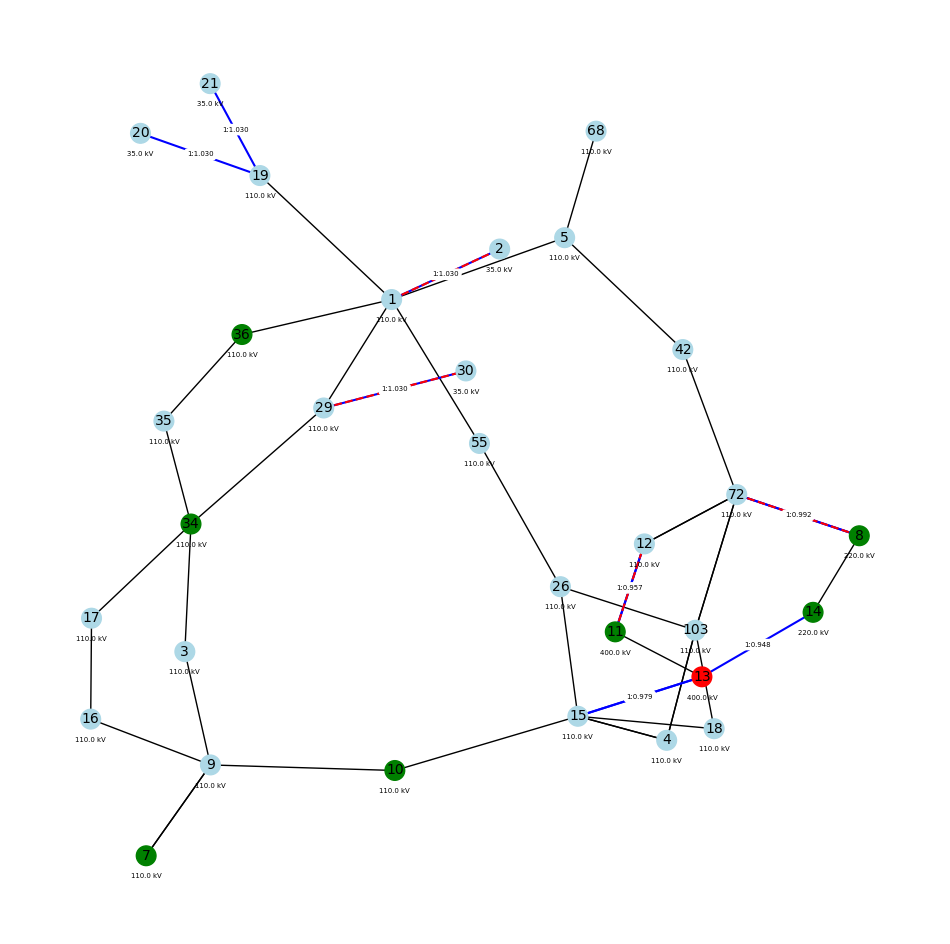 21
35.0 kV
20
35.0 kV
1:1.030
1:1.030
19
110.0 kV
68
110.0 kV
5
110.0 kV
2
35.0 kV
1:1.030
1
110.0 kV
36
110.0 kV
42
110.0 kV
30
35.0 kV
1:1.030
29
110.0 kV
35
110.0 kV
55
110.0 kV
72
110.0 kV
1:0.992
8
220.0 kV
34
110.0 kV
12
110.0 kV
1:0.957
26
110.0 kV
14
220.0 kV
17
110.0 kV
11
400.0 kV
103
110.0 kV
1:0.948
3
110.0 kV
13
400.0 kV
1:0.979
16
110.0 kV
15
110.0 kV
18
110.0 kV
4
110.0 kV
9
110.0 kV
10
110.0 kV
7
110.0 kV